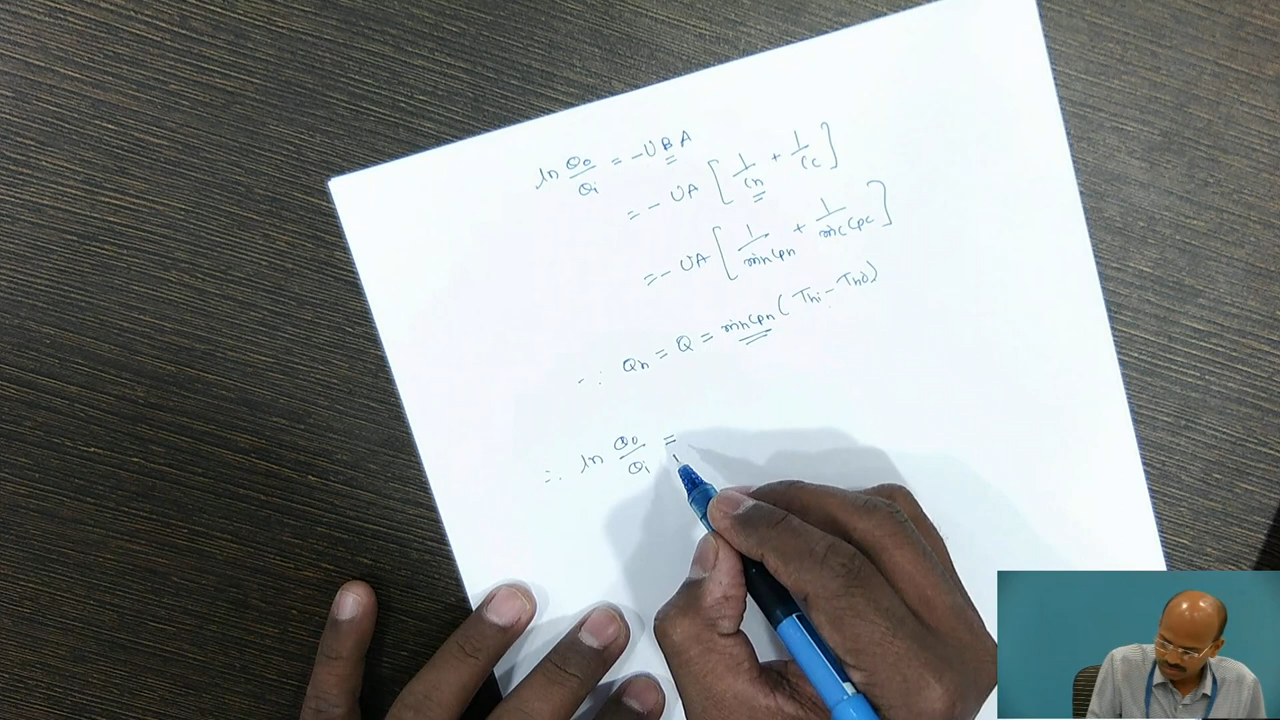 ln θo/θi = -UBA
= - UA [ 1/Ch + 1/Cc ]
= - UA [ 1/ṁhCph + 1/ṁcCpc ]
∴ Qh = Q = ṁhCph ( Thi - Tho )
∴ ln θo/θi =